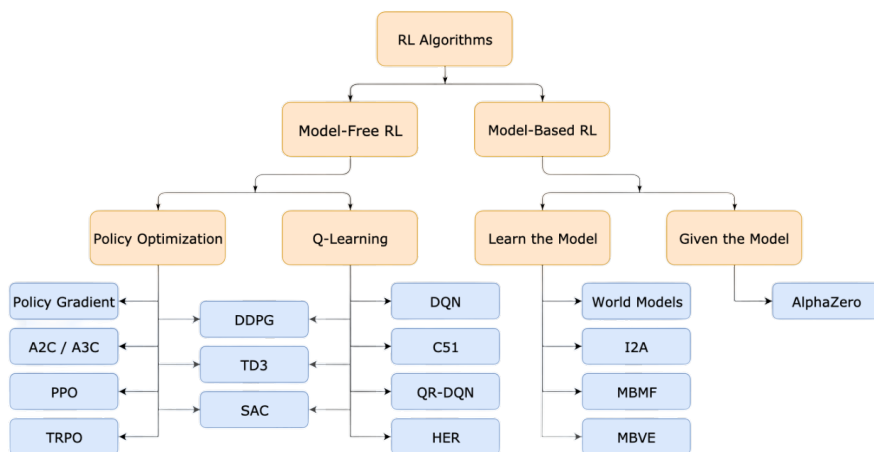 RL Algorithms
Model-Free RL
Model-Based RL
Policy Optimization
Q-Learning
Learn the Model
Given the Model
Policy Gradient
DDPG
DQN
World Models
AlphaZero
A2C / A3C
TD3
C51
I2A
PPO
SAC
QR-DQN
MBMF
TRPO
HER
MBVE